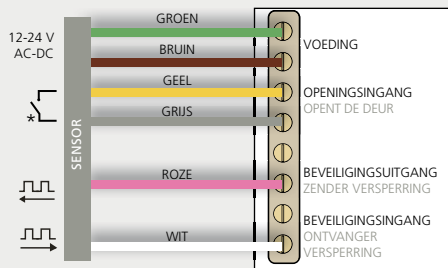 12-24 V
AC-DC
*
SENSOR
GROEN
BRUIN
GEEL
GRIJS
ROZE
WIT
VOEDING
OPENINGSINGANG
OPENT DE DEUR
BEVEILIGINGSUITGANG
ZENDER VERSPERRING
BEVEILIGINGSINGANG
ONTVANGER
VERSPERRING